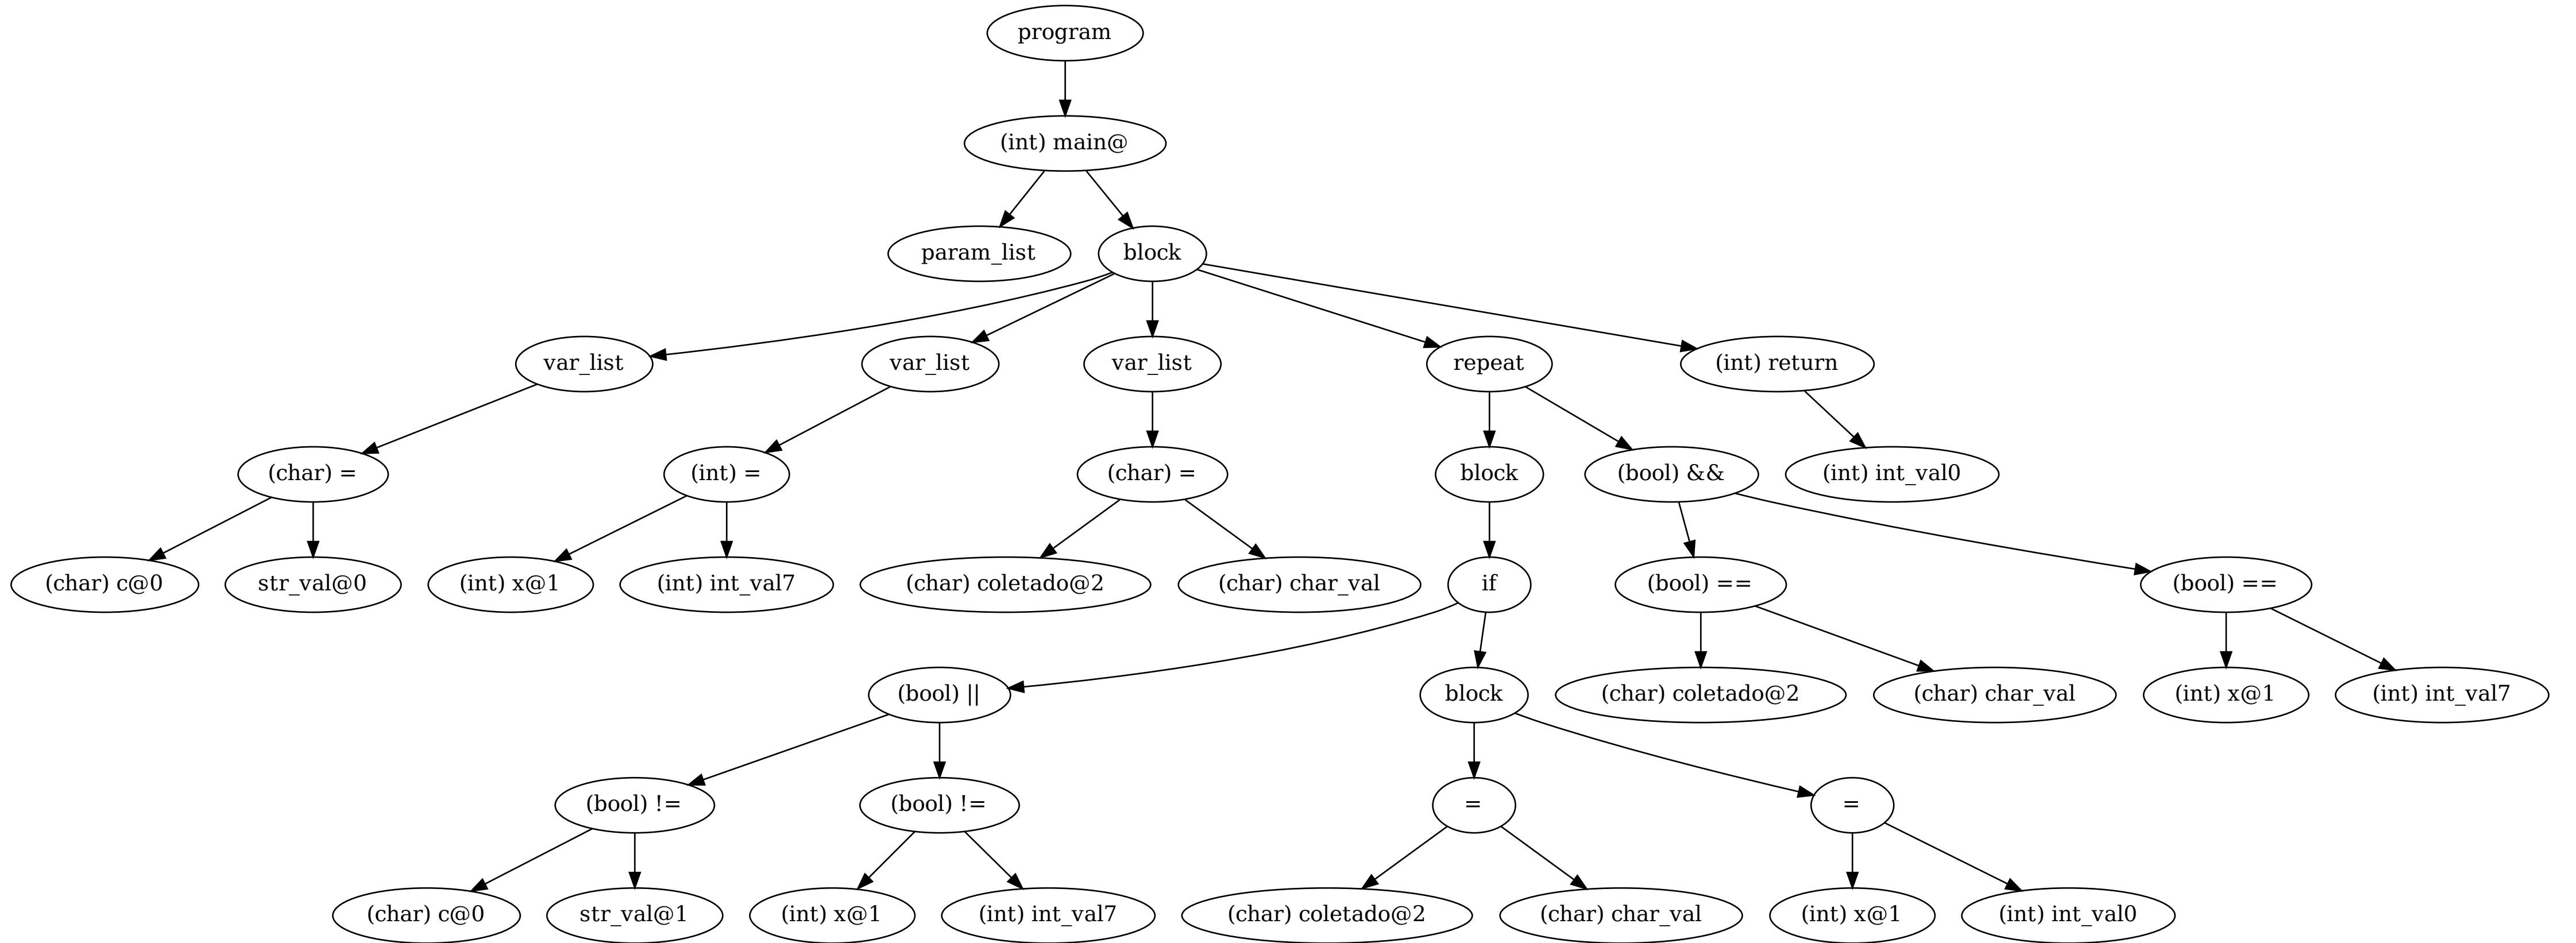 program
(int) main@
param_list
block
var_list
var_list
var_list
repeat
(int) return
(char) =
(int) =
(char) =
block
(bool) &&
(int) int_val0
(char) c@0
str_val@0
(int) x@1
(int) int_val7
(char) coletado@2
(char) char_val
if
(bool) ==
(bool) ==
(bool) ||
block
(char) coletado@2
(char) char_val
(int) x@1
(int) int_val7
(bool) !=
(bool) !=
=
=
(char) c@0
str_val@1
(int) x@1
(int) int_val7
(char) coletado@2
(char) char_val
(int) x@1
(int) int_val0